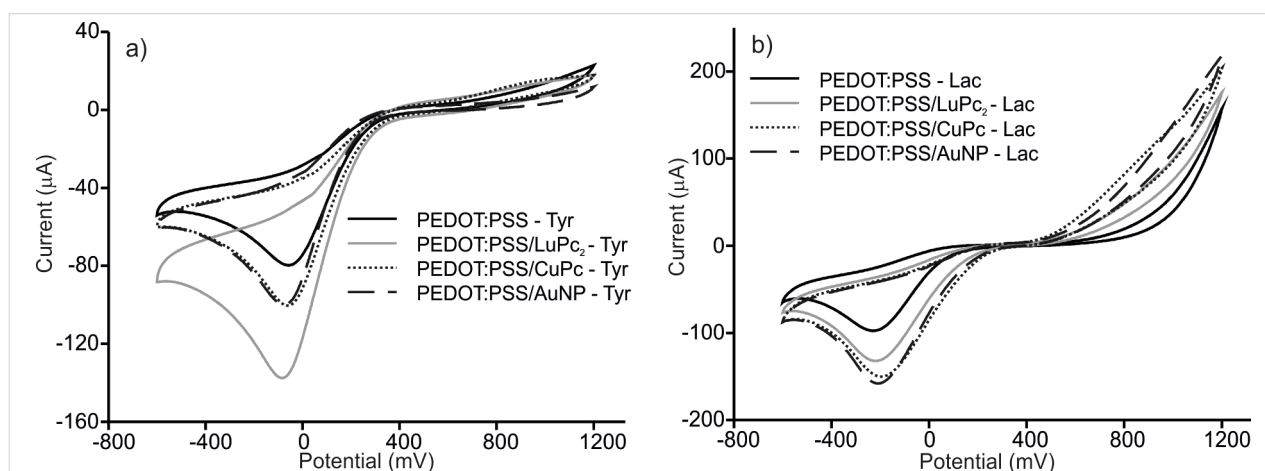 a)
40
0
-40
-80
-120
-160
Current (µA)
-800
-400
0
400
800
1200
Potential (mV)
PEDOT:PSS - Tyr
PEDOT:PSS/LuPc₂ - Tyr
PEDOT:PSS/CuPc - Tyr
PEDOT:PSS/AuNP - Tyr
b)
200
100
0
-100
-200
Current (µA)
-800
-400
0
400
800
1200
Potential (mV)
PEDOT:PSS - Lac
PEDOT:PSS/LuPc₂ - Lac
PEDOT:PSS/CuPc - Lac
PEDOT:PSS/AuNP - Lac